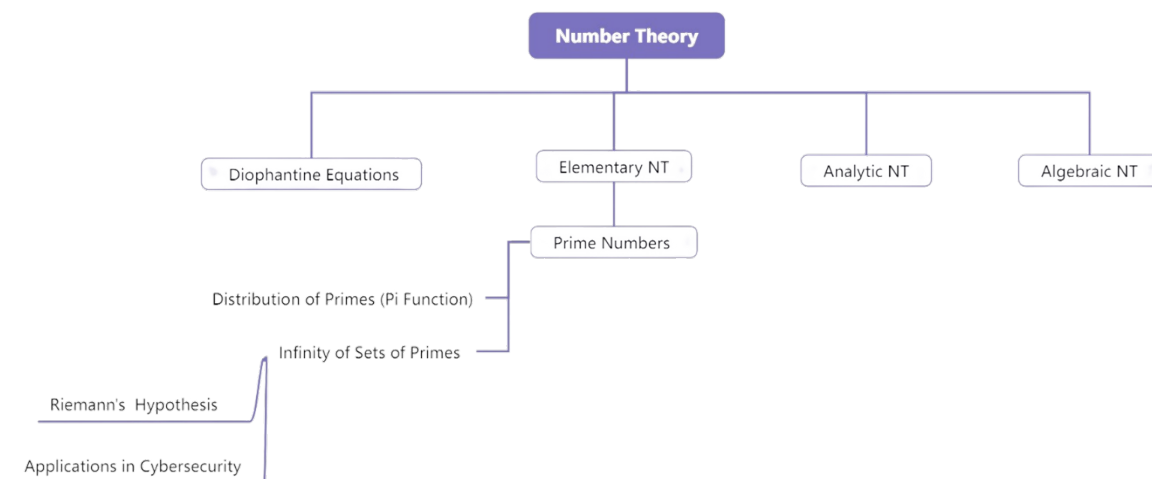 Number Theory
Diophantine Equations
Elementary NT
Analytic NT
Algebraic NT
Prime Numbers
Distribution of Primes (Pi Function)
Infinity of Sets of Primes
Riemann's Hypothesis
Applications in Cybersecurity